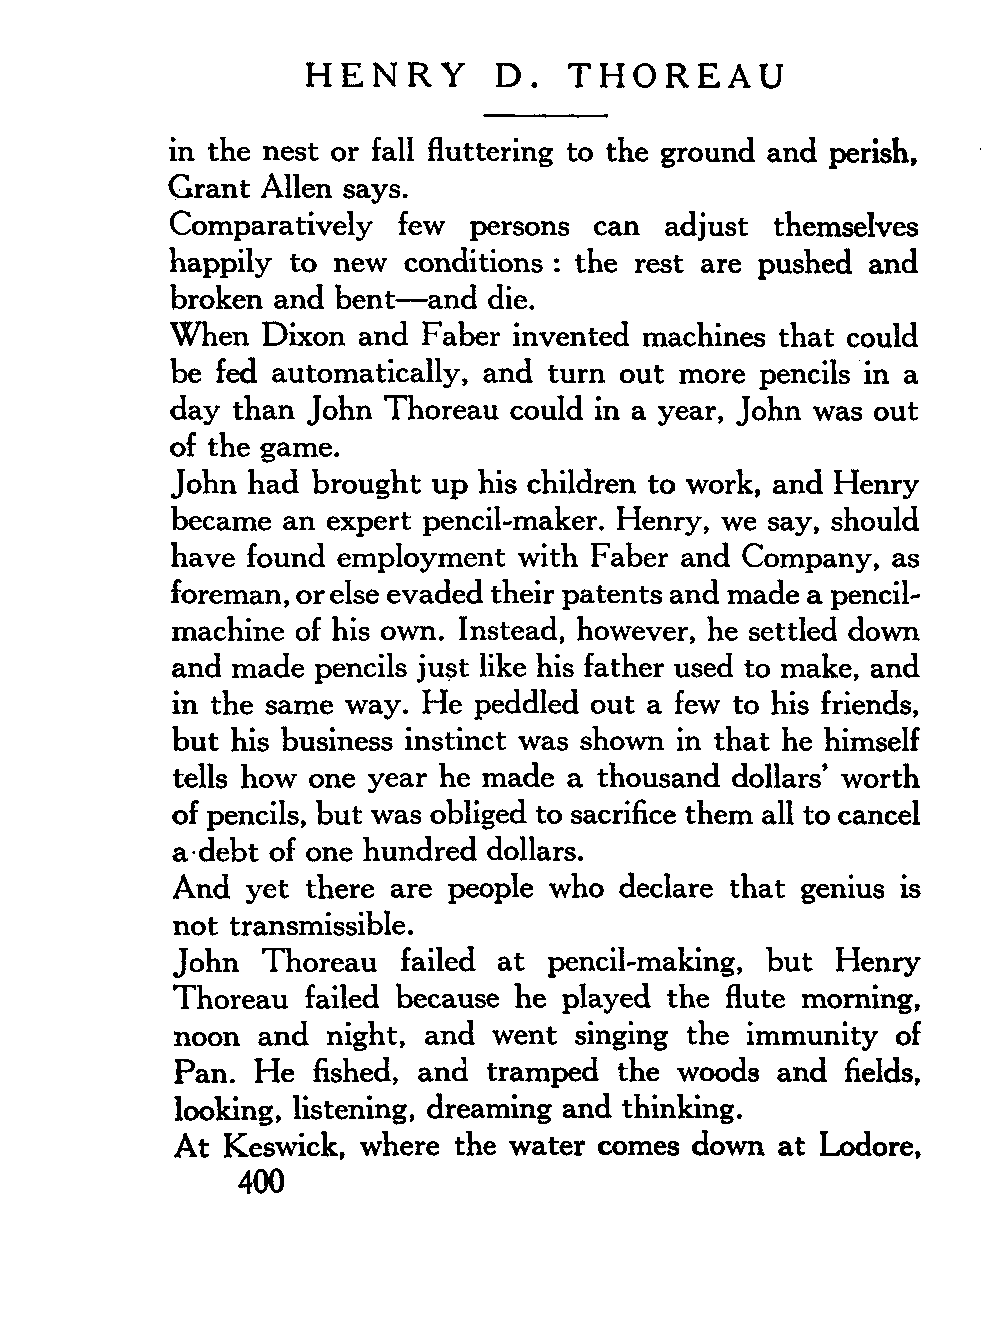 HENRY D. THOREAU
in the nest or fall fluttering to the ground and perish,
Grant Allen says.
Comparatively few persons can adjust themselves
happily to new conditions : the rest are pushed and
broken and bent—and die.
When Dixon and Faber invented machines that could
be fed automatically, and turn out more pencils in a
day than John Thoreau could in a year, John was out
of the game.
John had brought up his children to work, and Henry
became an expert pencil-maker. Henry, we say, should
have found employment with Faber and Company, as
foreman, or else evaded their patents and made a pencil-
machine of his own. Instead, however, he settled down
and made pencils just like his father used to make, and
in the same way. He peddled out a few to his friends,
but his business instinct was shown in that he himself
tells how one year he made a thousand dollars’ worth
of pencils, but was obliged to sacrifice them all to cancel
a debt of one hundred dollars.
And yet there are people who declare that genius is
not transmissible.
John Thoreau failed at pencil-making, but Henry
Thoreau failed because he played the flute morning,
noon and night, and went singing the immunity of
Pan. He fished, and tramped the woods and fields,
looking, listening, dreaming and thinking.
At Keswick, where the water comes down at Lodore,
400